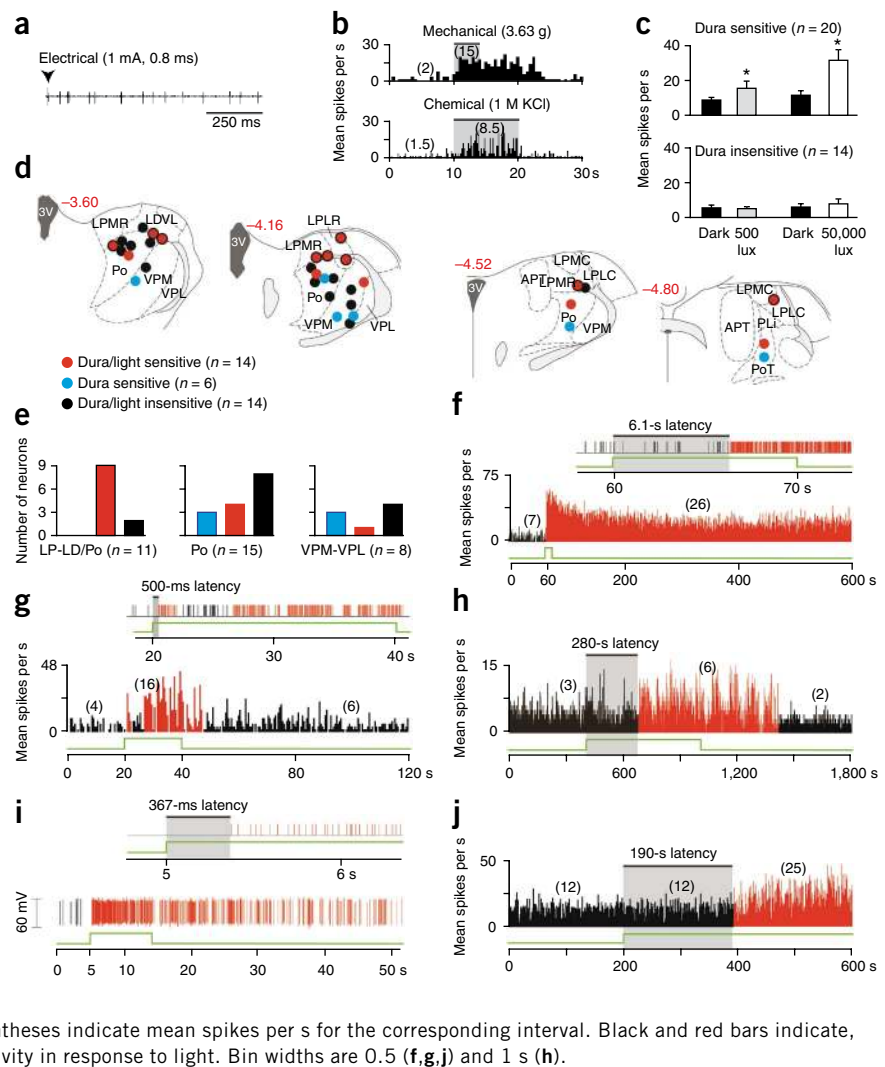 a
Electrical (1 mA, 0.8 ms)
250 ms
b
Mechanical (3.63 g)
Mean spikes per s
30
0
(2)
(15)
Chemical (1 M KCl)
30
0
(1.5)
(8.5)
0 10 20 30 s
c
Dura sensitive (n = 20)
Mean spikes per s
40
20
0
*
*
Dura insensitive (n = 14)
Mean spikes per s
40
20
0
Dark 500 lux
Dark 50,000 lux
d
3V
–3.60
LPMR
LDVL
Po
VPM
VPL
3V
–4.16
LPLR
LPMR
Po
VPM
VPL
–4.52
3V
LPMC
APT
LPMR
LPLC
Po
VPM
–4.80
LPMC
LPLC
APT
PLi
PoT
Dura/light sensitive (n = 14)
Dura sensitive (n = 6)
Dura/light insensitive (n = 14)
e
Number of neurons
9
6
3
0
LP-LD/Po (n = 11)
Po (n = 15)
VPM-VPL (n = 8)
f
6.1-s latency
60 70 s
Mean spikes per s
75
0
(7)
(26)
0 60 200 400 600 s
g
500-ms latency
20 30 40 s
Mean spikes per s
48
0
(4)
(16)
(6)
0 20 40 80 120 s
h
280-s latency
Mean spikes per s
15
0
(3)
(6)
(2)
0 600 1,200 1,800 s
i
367-ms latency
5 6 s
60 mV
0 5 10 20 30 40 50 s
j
190-s latency
Mean spikes per s
50
0
(12)
(12)
(25)
0 200 400 600 s
ntheses indicate mean spikes per s for the corresponding interval. Black and red bars indicate,
vity in response to light. Bin widths are 0.5 (f,g,j) and 1 s (h).